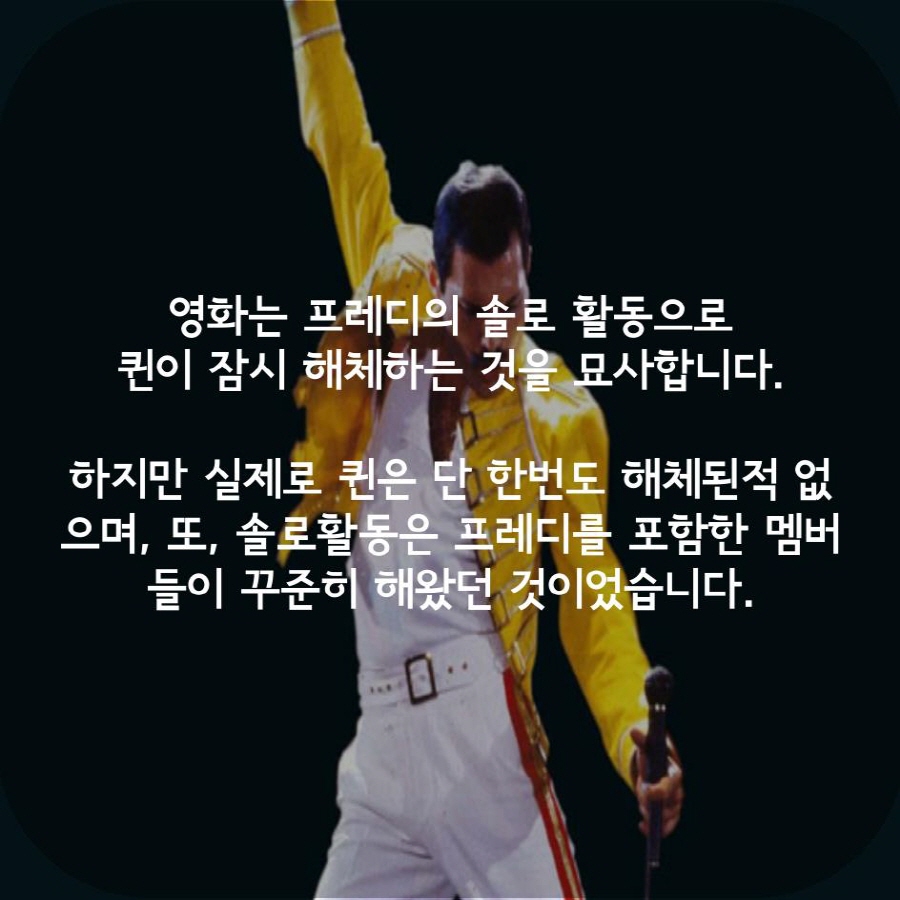 영화는 프레디의 솔로 활동으로
퀸이 잠시 해체하는 것을 묘사합니다.
하지만 실제로 퀸은 단 한번도 해체된적 없
으며, 또, 솔로활동은 프레디를 포함한 멤버
들이 꾸준히 해왔던 것이었습니다.